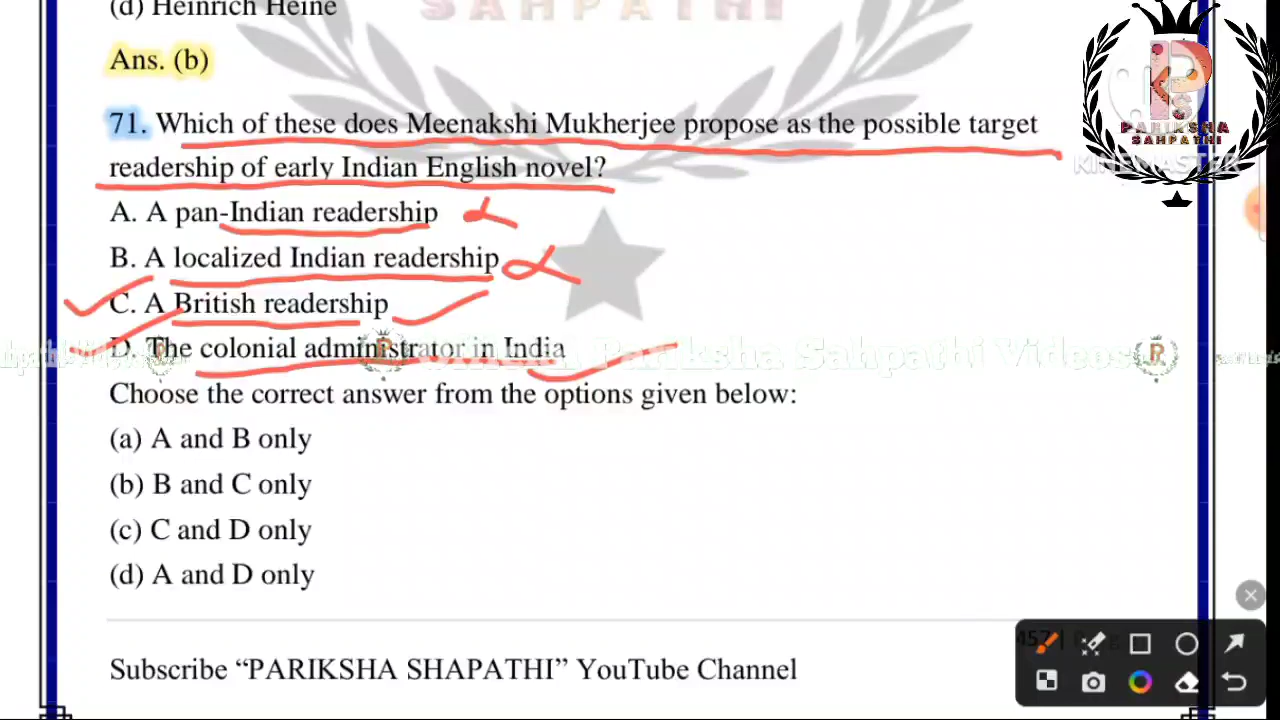 SAHPATHI
(d) Heinrich Heine
Ans. (b)
71. Which of these does Meenakshi Mukherjee propose as the possible target
readership of early Indian English novel?
A. A pan-Indian readership
B. A localized Indian readership
C. A British readership
D. The colonial administrator in India
Choose the correct answer from the options given below:
(a) A and B only
(b) B and C only
(c) C and D only
(d) A and D only
Subscribe “PARIKSHA SHAPATHI” YouTube Channel
PARIKSHA
SAHPATHI
KINEMASTER
Pariksha Sahpathi Videos